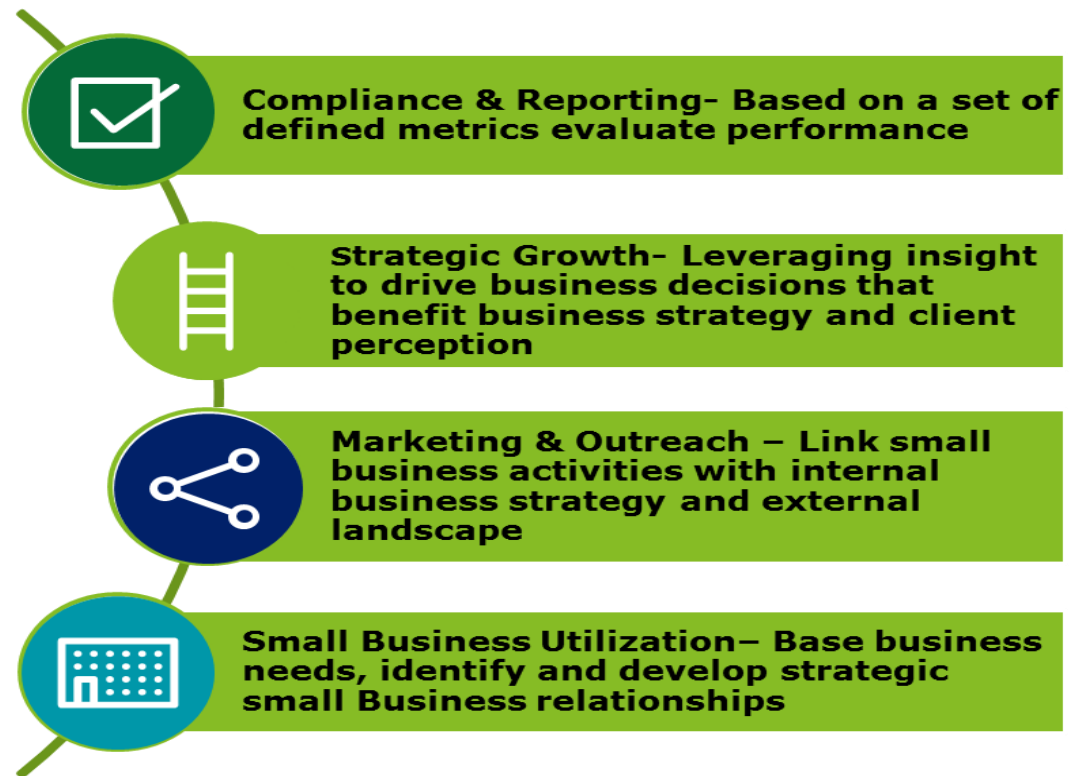 Compliance & Reporting- Based on a set of
defined metrics evaluate performance
Strategic Growth- Leveraging insight
to drive business decisions that
benefit business strategy and client
perception
Marketing & Outreach – Link small
business activities with internal
business strategy and external
landscape
Small Business Utilization– Base business
needs, identify and develop strategic
small Business relationships